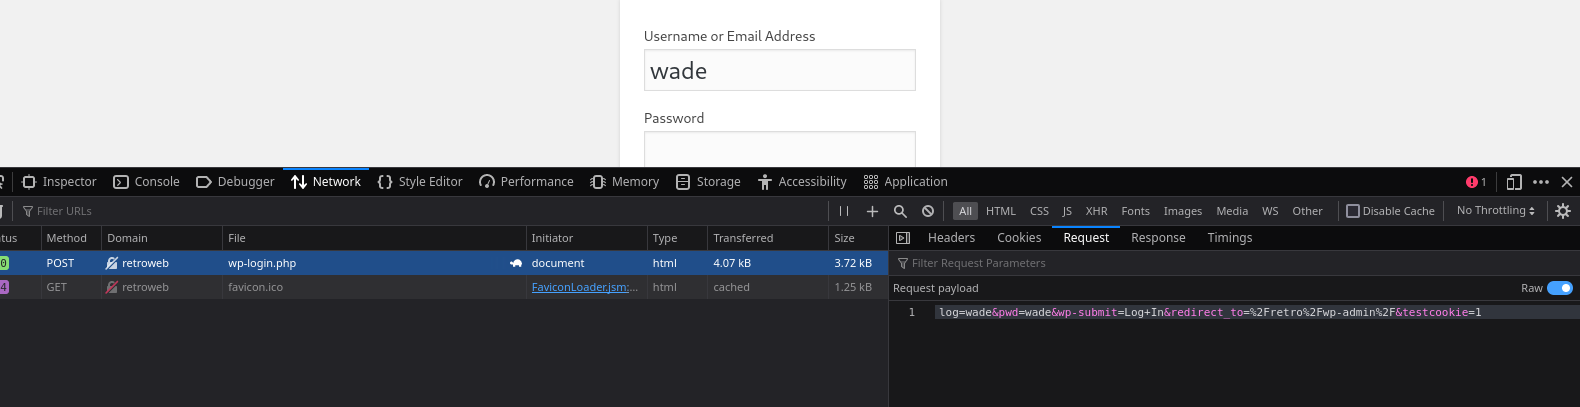 Username or Email Address
wade
Password
Inspector Console Debugger Network Style Editor Performance Memory Storage Accessibility Application 1
Filter URLs All HTML CSS JS XHR Fonts Images Media WS Other Disable Cache No Throttling
tus Method Domain File Initiator Type Transferred Size Headers Cookies Request Response Timings
0 POST retroweb wp-login.php document html 4.07 kB 3.72 kB Filter Request Parameters
4 GET retroweb favicon.ico FaviconLoader.jsm:... html cached 1.25 kB Request payload Raw
1 log=wade&pwd=wade&wp-submit=Log+In&redirect_to=%2Fretro%2Fwp-admin%2F&testcookie=1